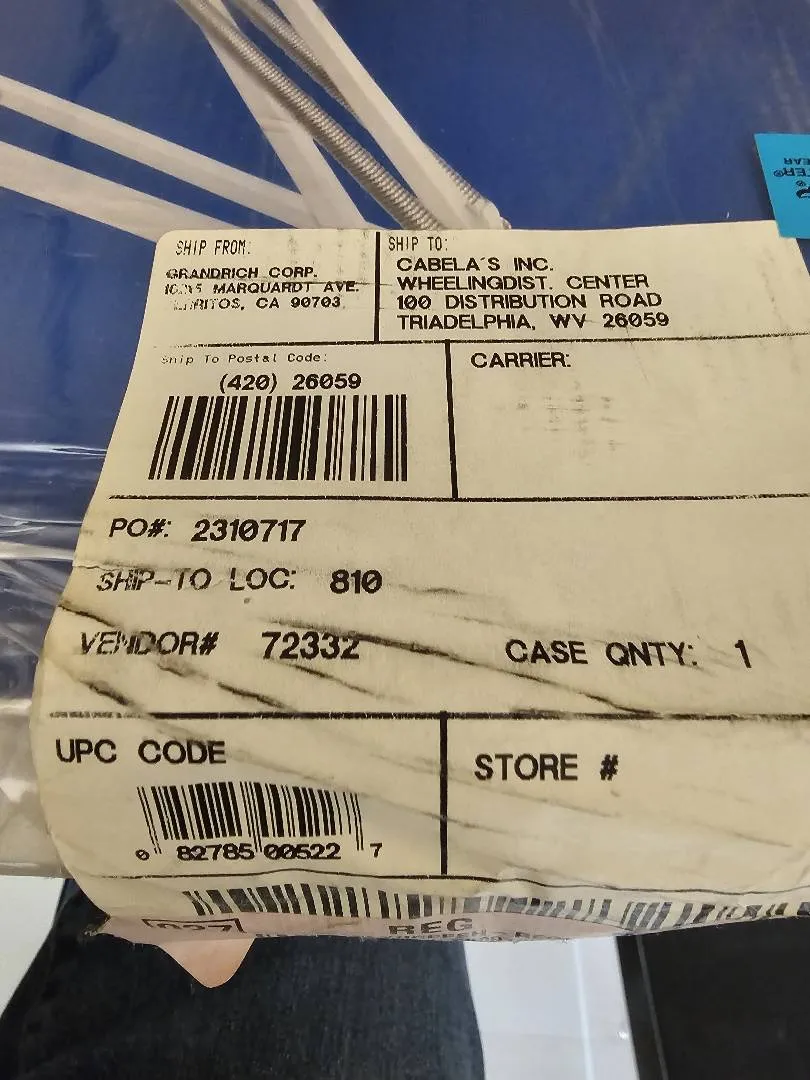 SHIP FROM:
GRANDRICH CORP.
MARQUARDT AVE.
CA 90703
SHIP TO:
CABELA'S INC.
WHEELINGDIST. CENTER
100 DISTRIBUTION ROAD
TRIADELPHIA, WV 26059
Ship To Postal Code:
(420) 26059
CARRIER:
PO#: 2310717
SHIP-TO LOC: 810
VENDOR# 72332
CASE QNTY: 1
UPC CODE
0 82785 00522 7
STORE #
REG